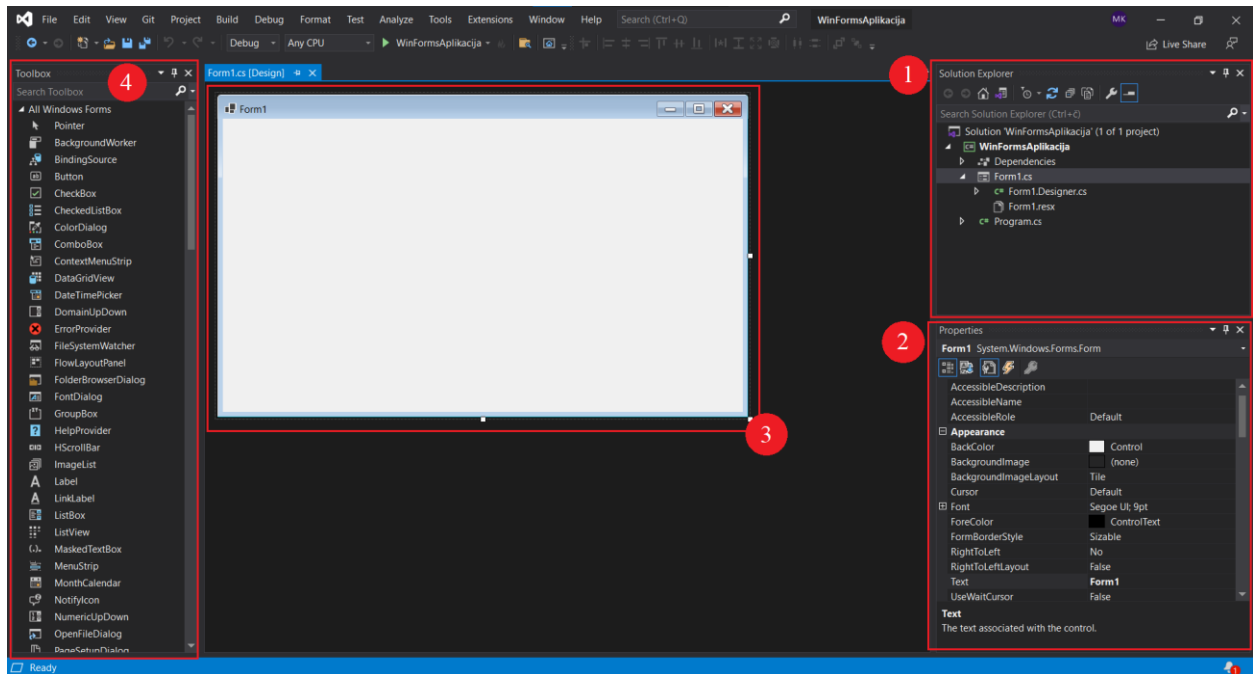 File Edit View Git Project Build Debug Format Test Analyze Tools Extensions Window Help Search (Ctrl+Q) WinFormsAplikacija MK
Debug Any CPU WinFormsAplikacija Live Share
Toolbox
4
Search Toolbox
All Windows Forms
Pointer
BackgroundWorker
BindingSource
Button
CheckBox
CheckedListBox
ColorDialog
ComboBox
ContextMenuStrip
DataGridView
DateTimePicker
DomainUpDown
ErrorProvider
FileSystemWatcher
FlowLayoutPanel
FolderBrowserDialog
FontDialog
GroupBox
HelpProvider
HScrollBar
ImageList
Label
LinkLabel
ListBox
ListView
MaskedTextBox
MenuStrip
MonthCalendar
NotifyIcon
NumericUpDown
OpenFileDialog
PageSetupDialog
Form1.cs [Design]
Form1
3
1
Solution Explorer
Search Solution Explorer (Ctrl+č)
Solution 'WinFormsAplikacija' (1 of 1 project)
WinFormsAplikacija
Dependencies
Form1.cs
Form1.Designer.cs
Form1.resx
Program.cs
2
Properties
Form1 System.Windows.Forms.Form
AccessibleDescription
AccessibleName
AccessibleRole Default
Appearance
BackColor Control
BackgroundImage (none)
BackgroundImageLayout Tile
Cursor Default
Font Segoe UI; 9pt
ForeColor ControlText
FormBorderStyle Sizable
RightToLeft No
RightToLeftLayout False
Text Form1
UseWaitCursor False
Text
The text associated with the control.
Ready 1